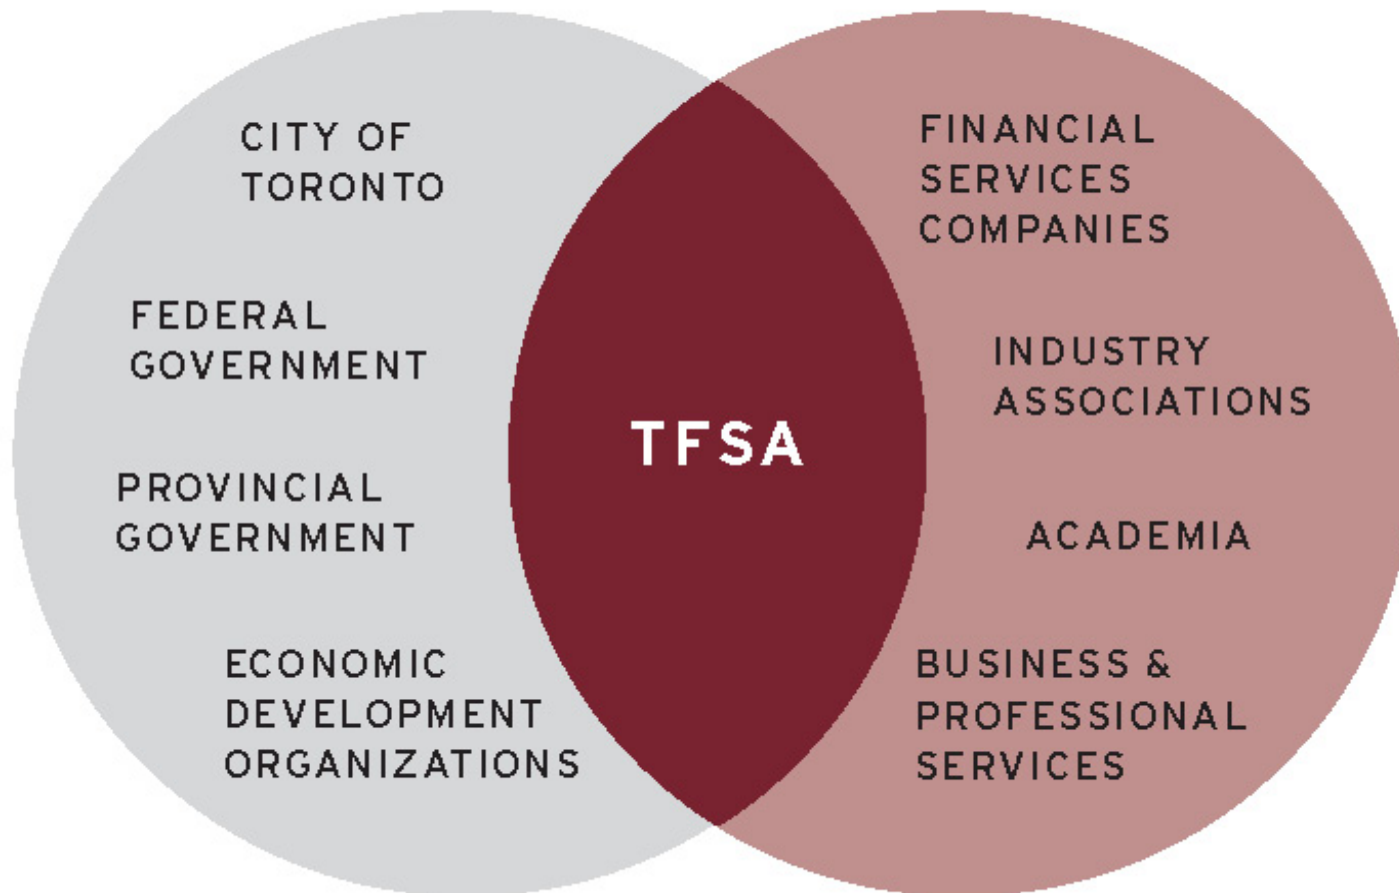 CITY OF
TORONTO
FEDERAL
GOVERNMENT
PROVINCIAL
GOVERNMENT
ECONOMIC
DEVELOPMENT
ORGANIZATIONS
TFSA
FINANCIAL
SERVICES
COMPANIES
INDUSTRY
ASSOCIATIONS
ACADEMIA
BUSINESS &
PROFESSIONAL
SERVICES